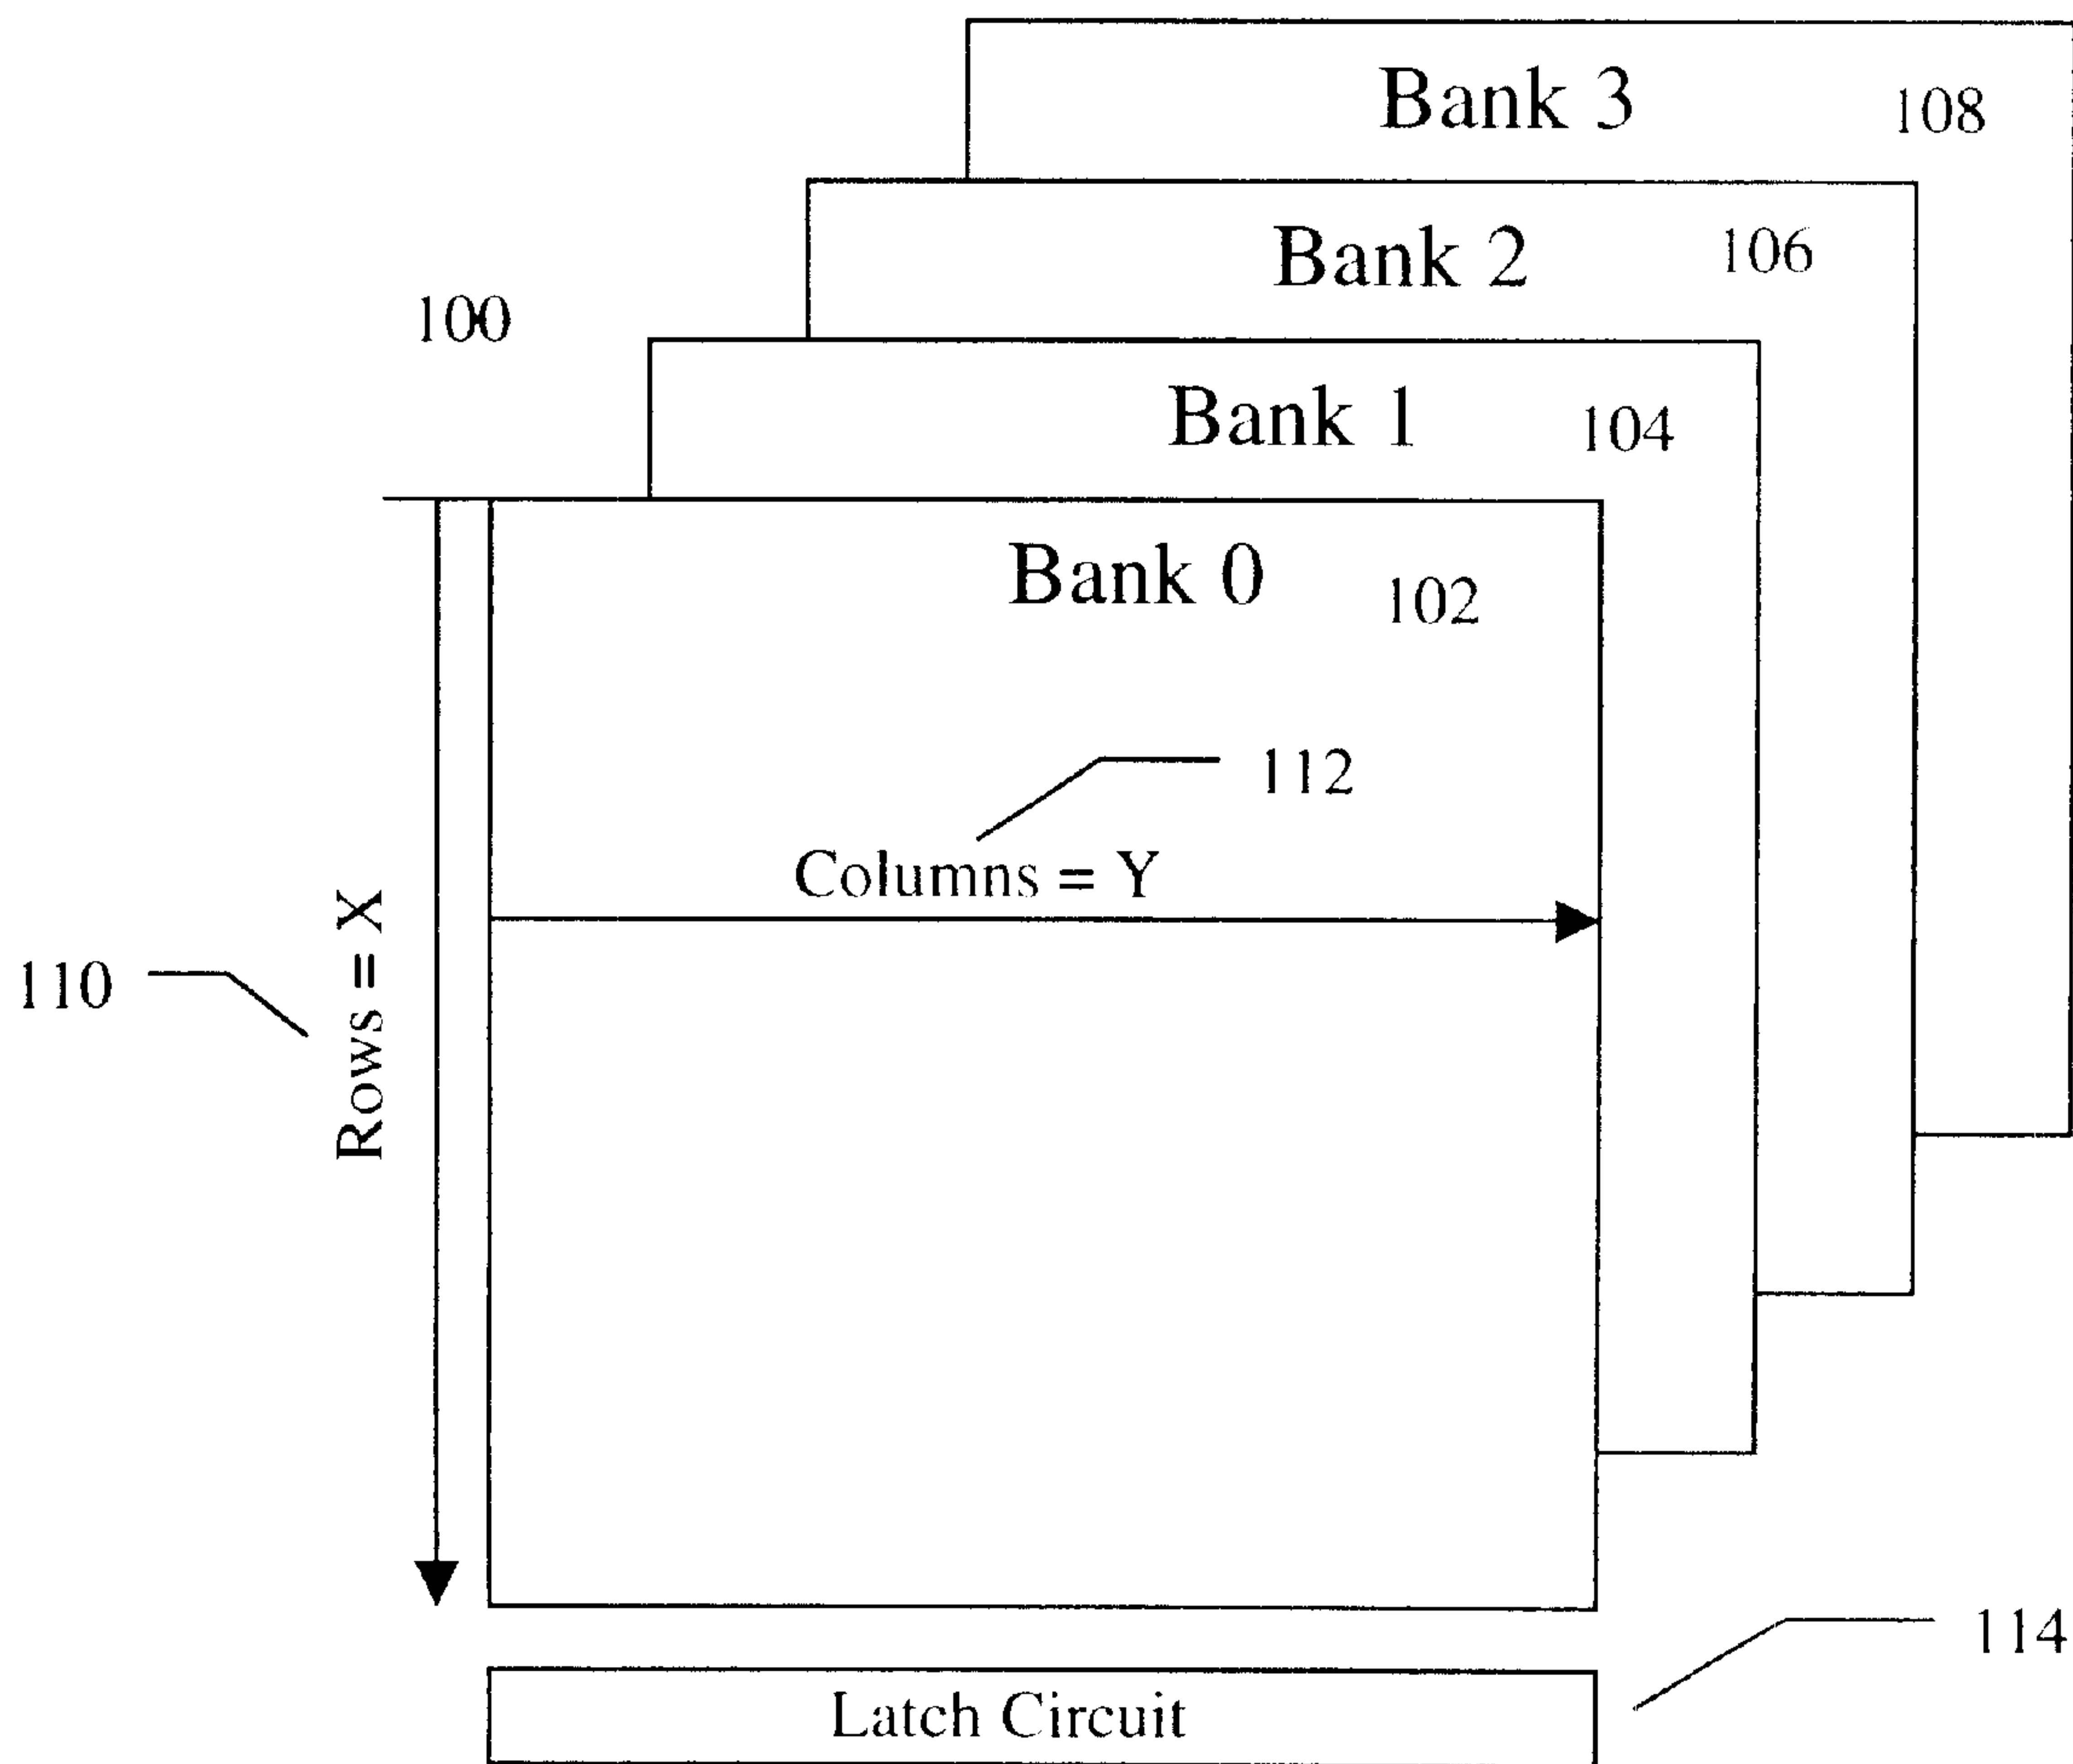 Bank 3 108
Bank 2 106
100
Bank 1 104
Bank 0 102
112
Columns = Y
Rows = X
110
114
Latch Circuit